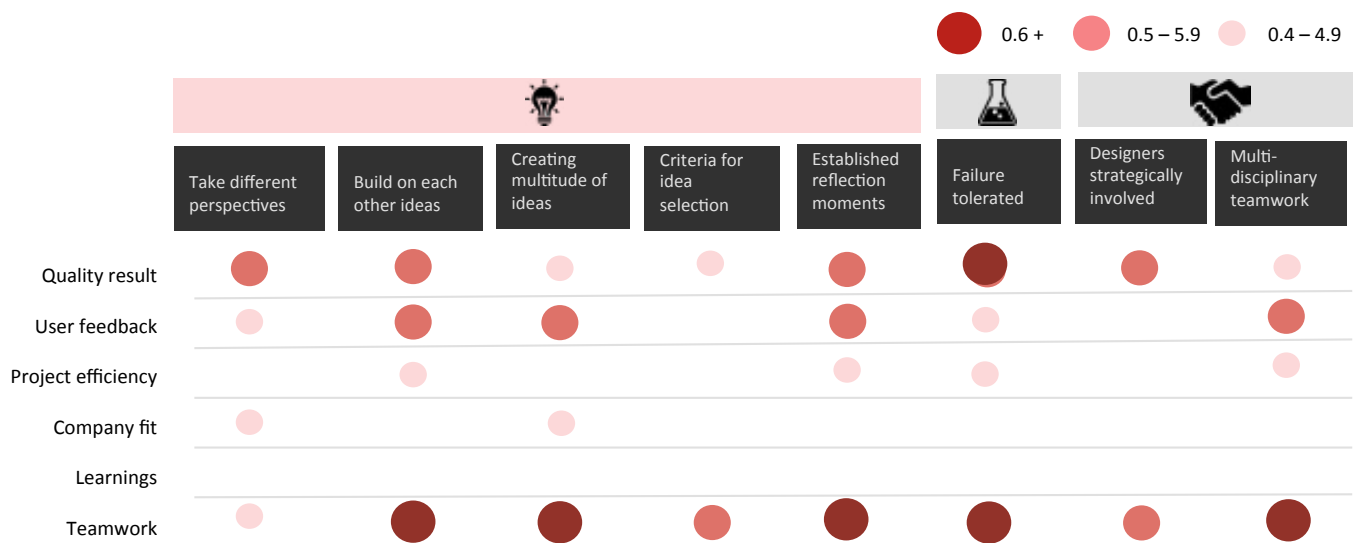 0.6 +
0.5 – 5.9
0.4 – 4.9
Take different
perspectives
Build on each
other ideas
Creating
multitude of
ideas
Criteria for
idea
selection
Established
reflection
moments
Failure
tolerated
Designers
strategically
involved
Multi-
disciplinary
teamwork
Quality result
User feedback
Project efficiency
Company fit
Learnings
Teamwork